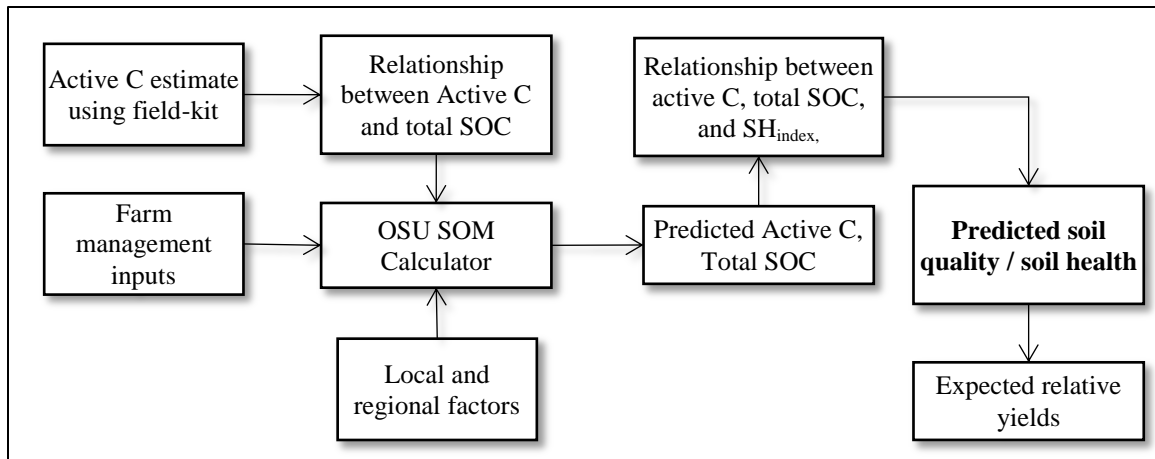 Active C estimate
using field-kit
Relationship
between Active C
and total SOC
Relationship between
active C, total SOC,
and SHindex,
Farm
management
inputs
OSU SOM
Calculator
Predicted Active C,
Total SOC
Predicted soil
quality / soil health
Local and
regional factors
Expected relative
yields